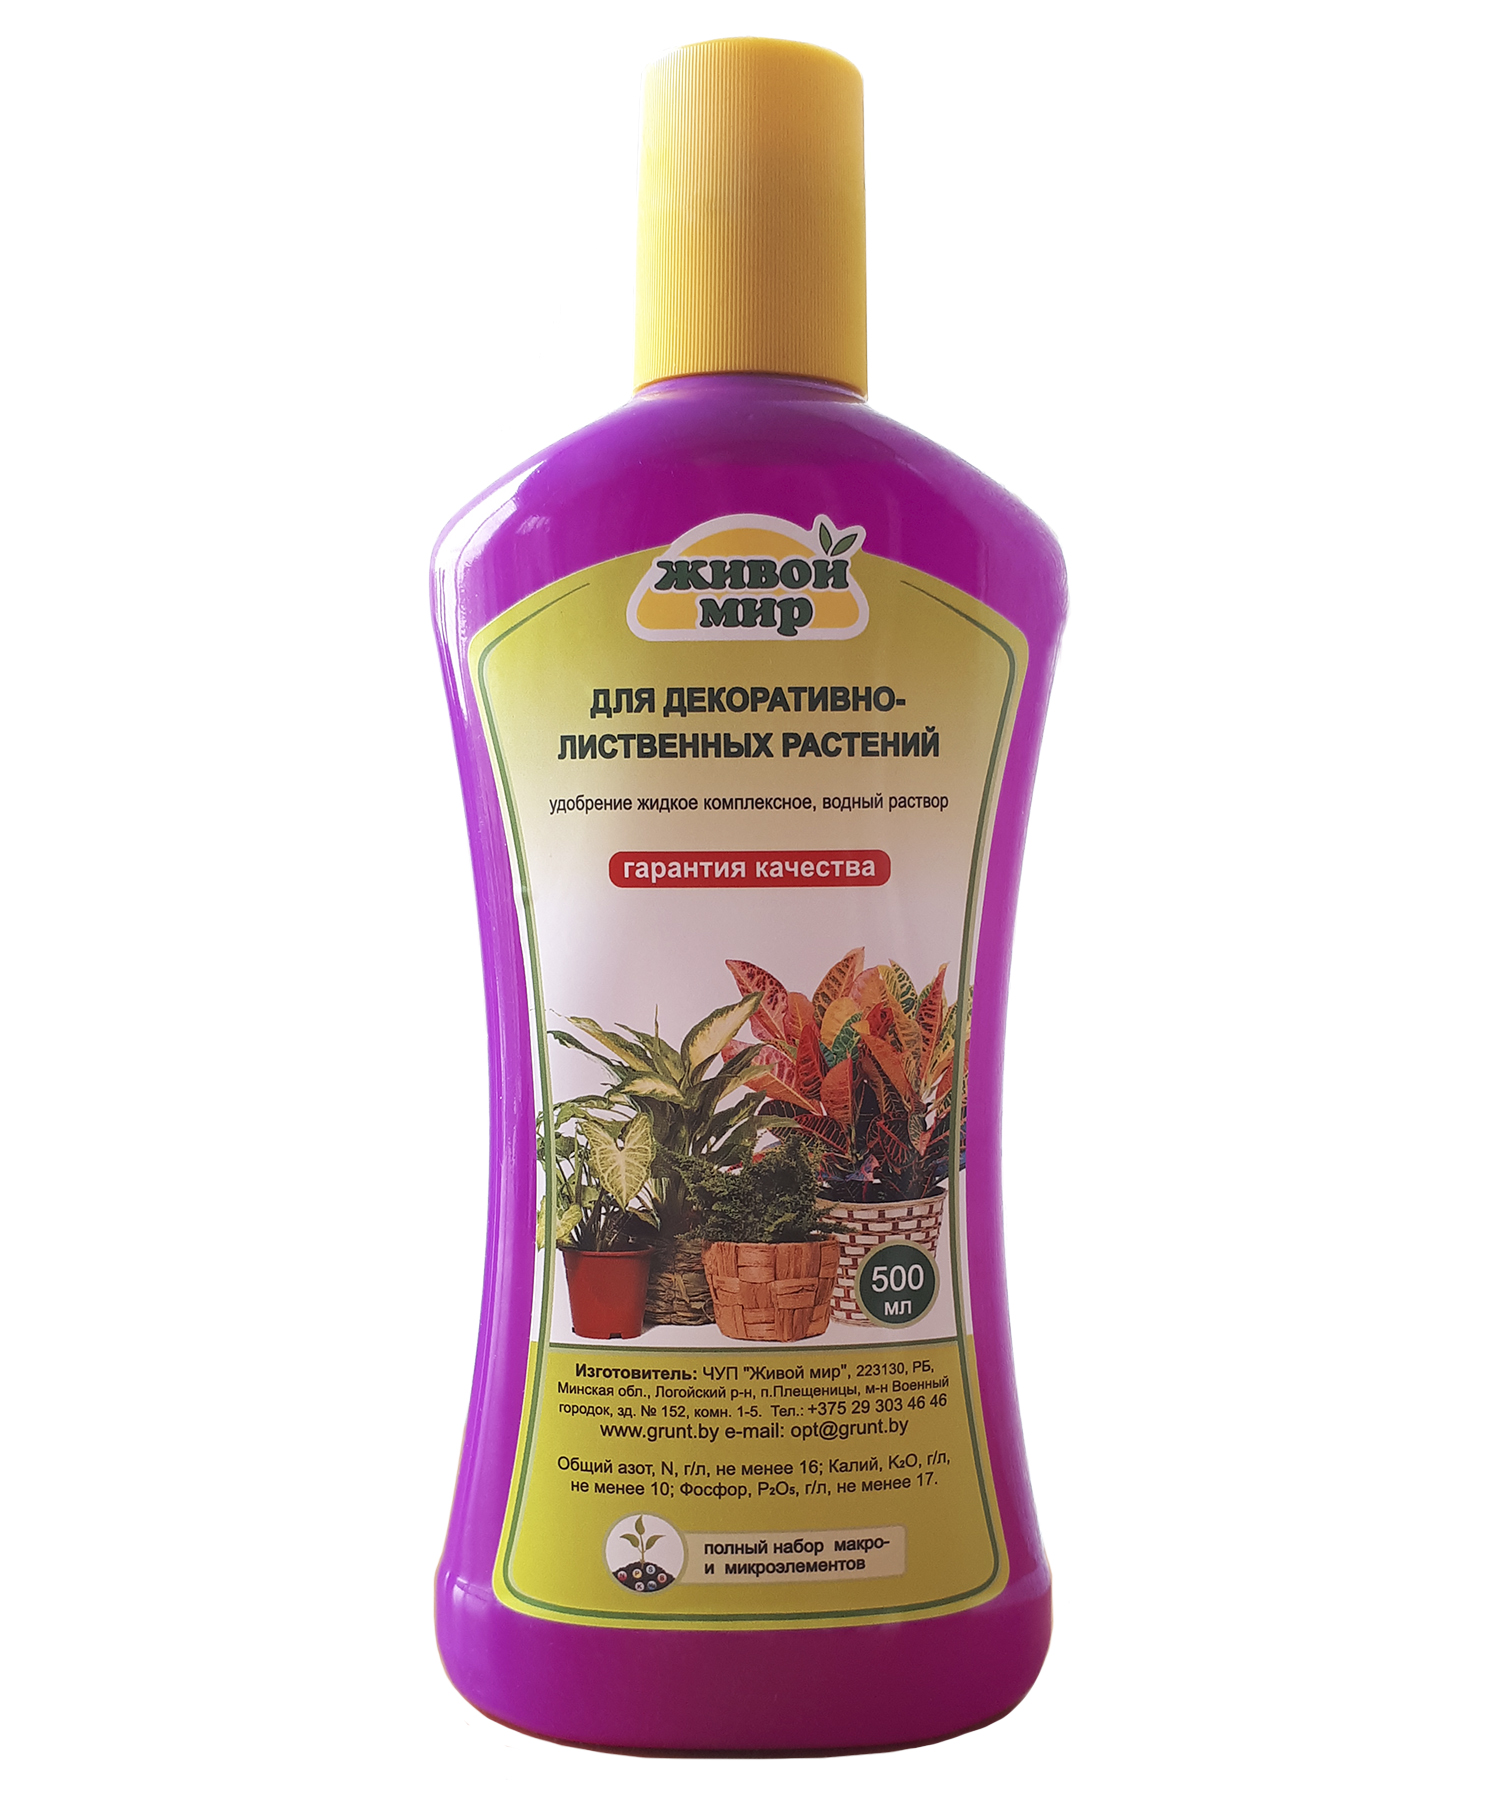 живой
мир
ДЛЯ ДЕКОРАТИВНО-
ЛИСТВЕННЫХ РАСТЕНИЙ
удобрение жидкое комплексное, водный раствор
гарантия качества
500
мл
Изготовитель: ЧУП "Живой мир", 223130, РБ,
Минская обл., Логойский р-н, п.Плещеницы, м-н Военный
городок, зд. № 152, комн. 1-5. Тел.: +375 29 303 46 46
www.grunt.by e-mail: opt@grunt.by
Общий азот, N, г/л, не менее 16; Калий, K₂O, г/л,
не менее 10; Фосфор, P₂O₅, г/л, не менее 17.
полный набор макро-
и микроэлементов